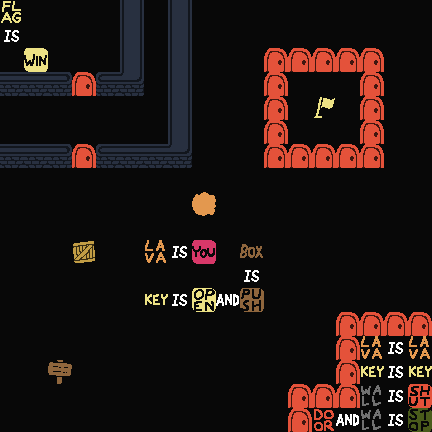 FLAG
IS
WIN
LAVA IS YOU BOX
IS
KEY IS OPEN AND PUSH
LAVA IS LAVA
KEY IS KEY
WALL IS SHUT
DOOR AND WALL IS STOP